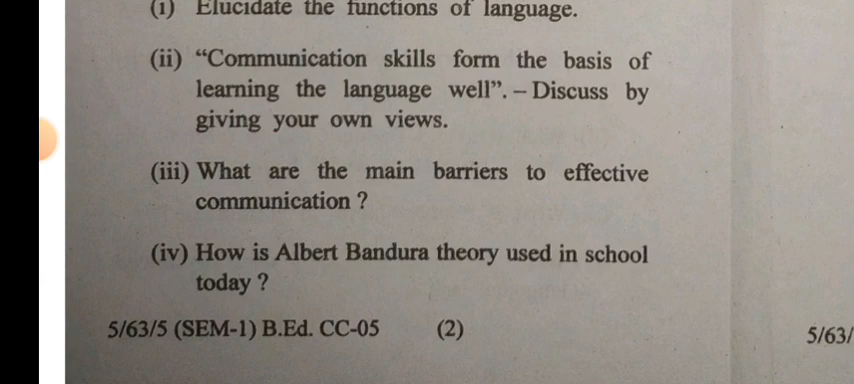 (i) Elucidate the functions of language.
(ii) “Communication skills form the basis of
learning the language well”. – Discuss by
giving your own views.
(iii) What are the main barriers to effective
communication ?
(iv) How is Albert Bandura theory used in school
today ?
5/63/5 (SEM-1) B.Ed. CC-05 (2)
5/63/